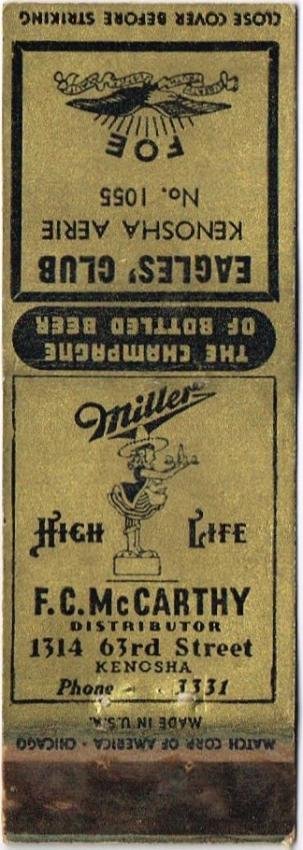 CLOSE COVER BEFORE STRIKING
FOE
No. 1055
KENOSHA AERIE
EAGLES' CLUB
THE CHAMPAGNE
OF BOTTLED BEER
Miller
HIGH LIFE
F.C. McCARTHY
DISTRIBUTOR
1314 63rd Street
KENOSHA
Phone - - 3331
MADE IN U.S.A.
MATCH CORP OF AMERICA • CHICAGO